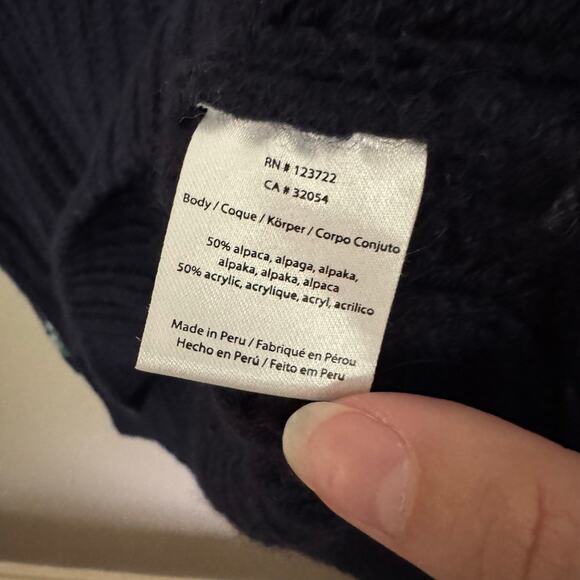 RN # 123722
CA # 32054
Body / Coque / Körper / Corpo Conjuto
50% alpaca, alpaga, alpaka,
alpaka, alpaka, alpaca
50% acrylic, acrylique, acryl, acrilico
Made in Peru / Fabriqué en Pérou
Hecho en Perú / Feito em Peru